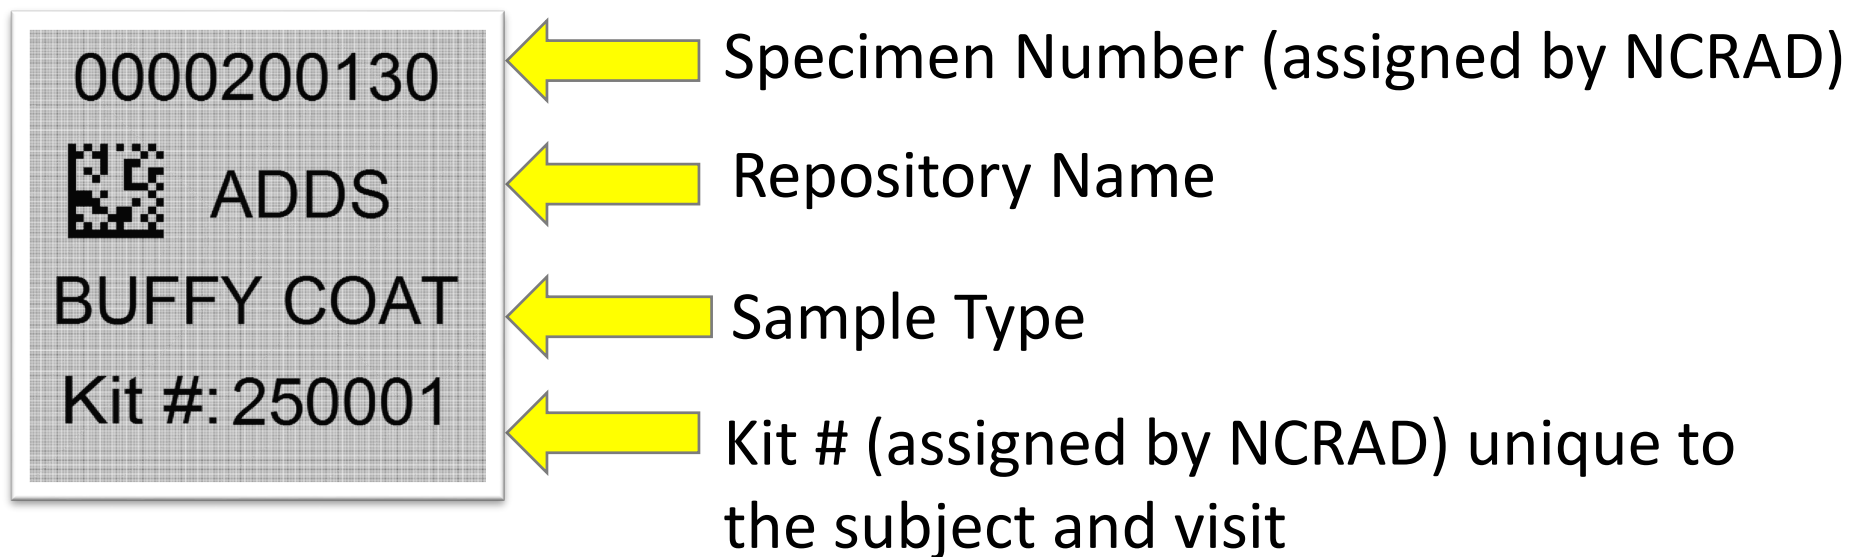 0000200130
Specimen Number (assigned by NCRAD)
ADDS
Repository Name
BUFFY COAT
Sample Type
Kit #: 250001
Kit # (assigned by NCRAD) unique to
the subject and visit